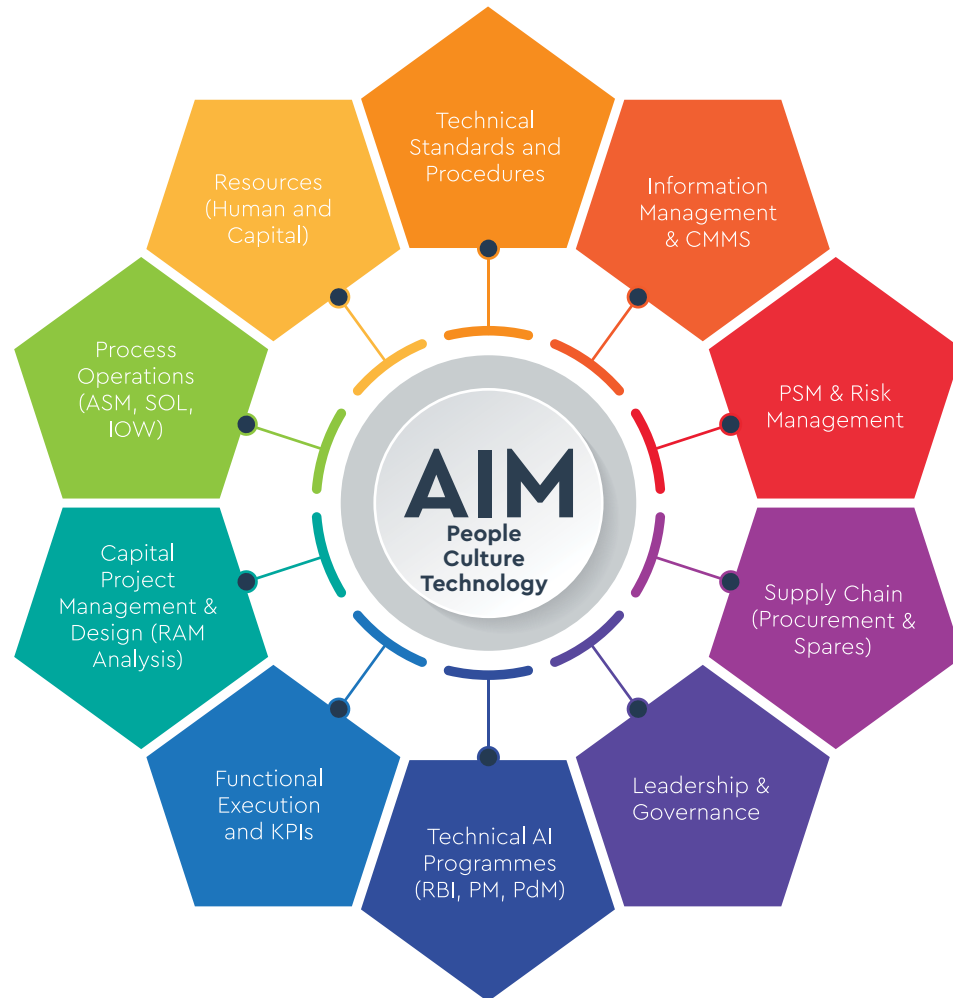 Technical
Standards and
Procedures
Information
Management
& CMMS
PSM & Risk
Management
Supply Chain
(Procurement &
Spares)
Leadership &
Governance
Technical AI
Programmes
(RBI, PM, PdM)
Functional
Execution
and KPIs
Capital
Project
Management &
Design (RAM
Analysis)
Process
Operations
(ASM, SOL,
IOW)
Resources
(Human and
Capital)
AIM
People
Culture
Technology